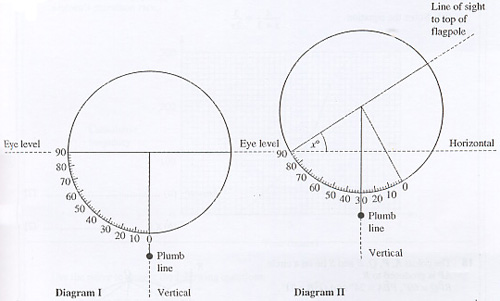 Line of sight
to top of
flagpole
Eye level
90
80
70
60
50
40
30
20
10
0
Plumb
line
Vertical
Diagram I
Eye level
x°
Horizontal
90
80
70
60
50
40
30
20
10
0
Plumb
line
Vertical
Diagram II